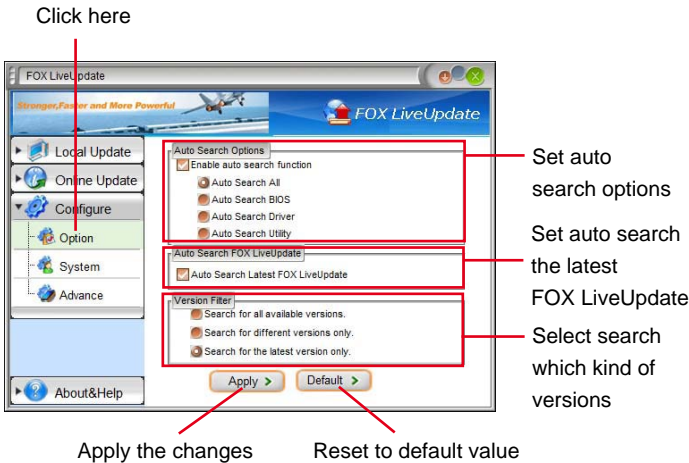 Click here
FOX LiveUpdate
Stronger,Faster and More Powerful
FOX LiveUpdate
Local Update
Online Update
Configure
Option
System
Advance
About&Help
Auto Search Options
Enable auto search function
Auto Search All
Auto Search BIOS
Auto Search Driver
Auto Search Utility
Auto Search FOX LiveUpdate
Auto Search Latest FOX LiveUpdate
Version Filter
Search for all available versions.
Search for different versions only.
Search for the latest version only.
Apply
Default
Set auto
search options
Set auto search
the latest
FOX LiveUpdate
Select search
which kind of
versions
Apply the changes
Reset to default value